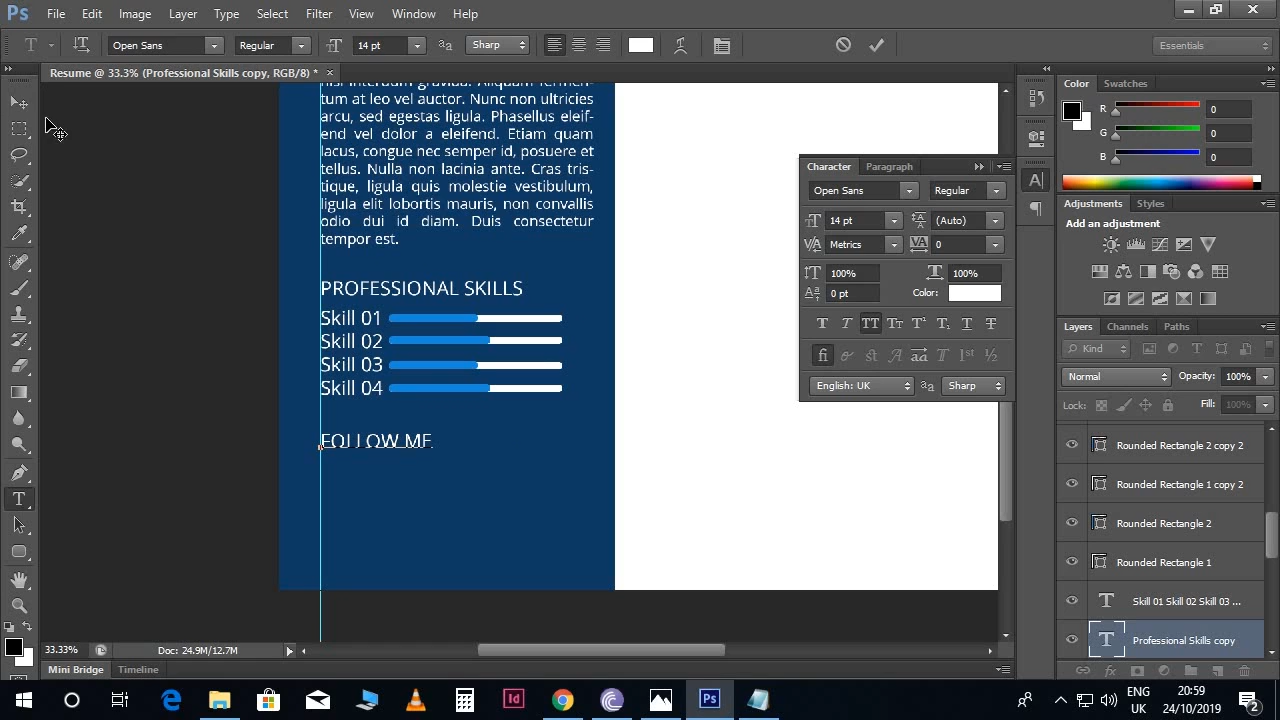 Ps File Edit Image Layer Type Select Filter View Window Help
T Open Sans Regular 14 pt Sharp Essentials
Resume @ 33.3% (Professional Skills copy, RGB/8) *
tum at leo vel auctor. Nunc non ultricies
arcu, sed egestas ligula. Phasellus eleif-
end vel dolor a eleifend. Etiam quam
lacus, congue nec semper id, posuere et
tellus. Nulla non lacinia ante. Cras tris-
tique, ligula quis molestie vestibulum,
ligula elit lobortis mauris, non convallis
odio dui id diam. Duis consectetur
tempor est.
PROFESSIONAL SKILLS
Skill 01
Skill 02
Skill 03
Skill 04
FOLLOW ME
Character Paragraph
Open Sans Regular
14 pt (Auto)
Metrics 0
100% 100%
0 pt Color:
English: UK Sharp
Color Swatches
R 0
G 0
B 0
Adjustments Styles
Add an adjustment
Layers Channels Paths
Kind
Normal Opacity: 100%
Lock: Fill: 100%
Rounded Rectangle 2 copy 2
Rounded Rectangle 1 copy 2
Rounded Rectangle 2
Rounded Rectangle 1
Skill 01 Skill 02 Skill 03 ...
Professional Skills copy
33.33% Doc: 24.9M/12.7M
Mini Bridge Timeline
ENG 20:59
UK 24/10/2019